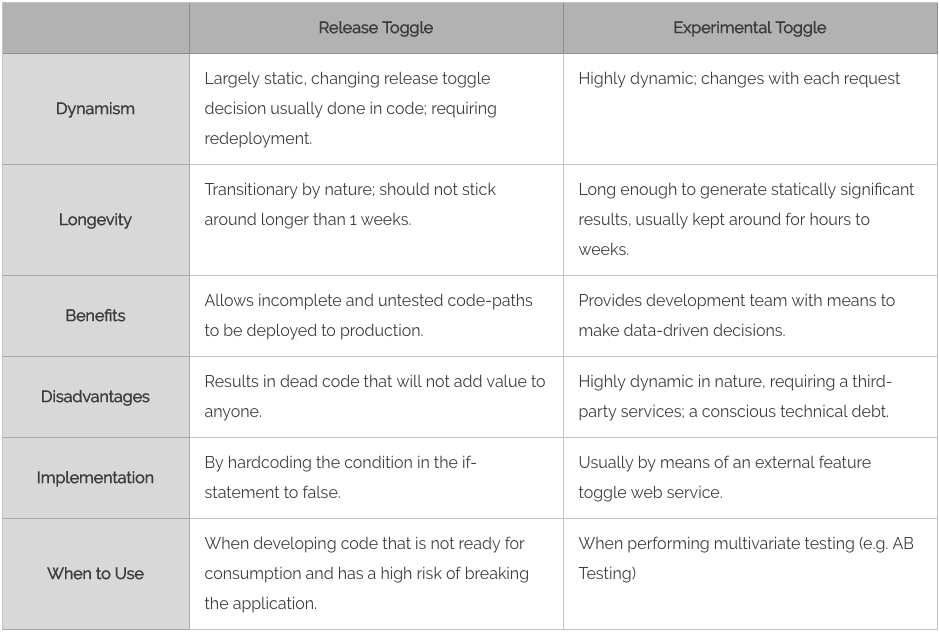 Release Toggle
Experimental Toggle
Dynamism
Largely static, changing release toggle
decision usually done in code; requiring
redeployment.
Highly dynamic; changes with each request
Longevity
Transitionary by nature; should not stick
around longer than 1 weeks.
Long enough to generate statically significant
results, usually kept around for hours to
weeks.
Benefits
Allows incomplete and untested code-paths
to be deployed to production.
Provides development team with means to
make data-driven decisions.
Disadvantages
Results in dead code that will not add value to
anyone.
Highly dynamic in nature, requiring a third-
party services; a conscious technical debt.
Implementation
By hardcoding the condition in the if-
statement to false.
Usually by means of an external feature
toggle web service.
When to Use
When developing code that is not ready for
consumption and has a high risk of breaking
the application.
When performing multivariate testing (e.g. AB
Testing)